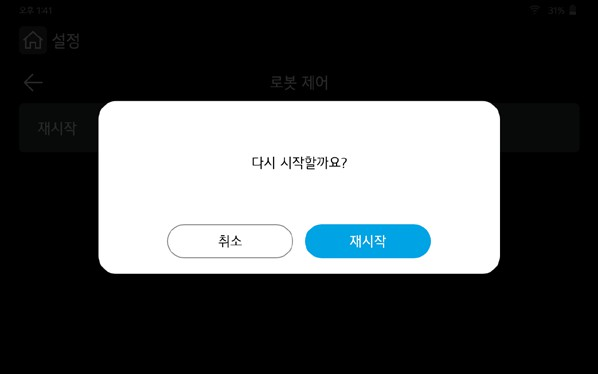 오후 1:41
31%
설정
로봇 제어
재시작
다시 시작할까요?
취소
재시작